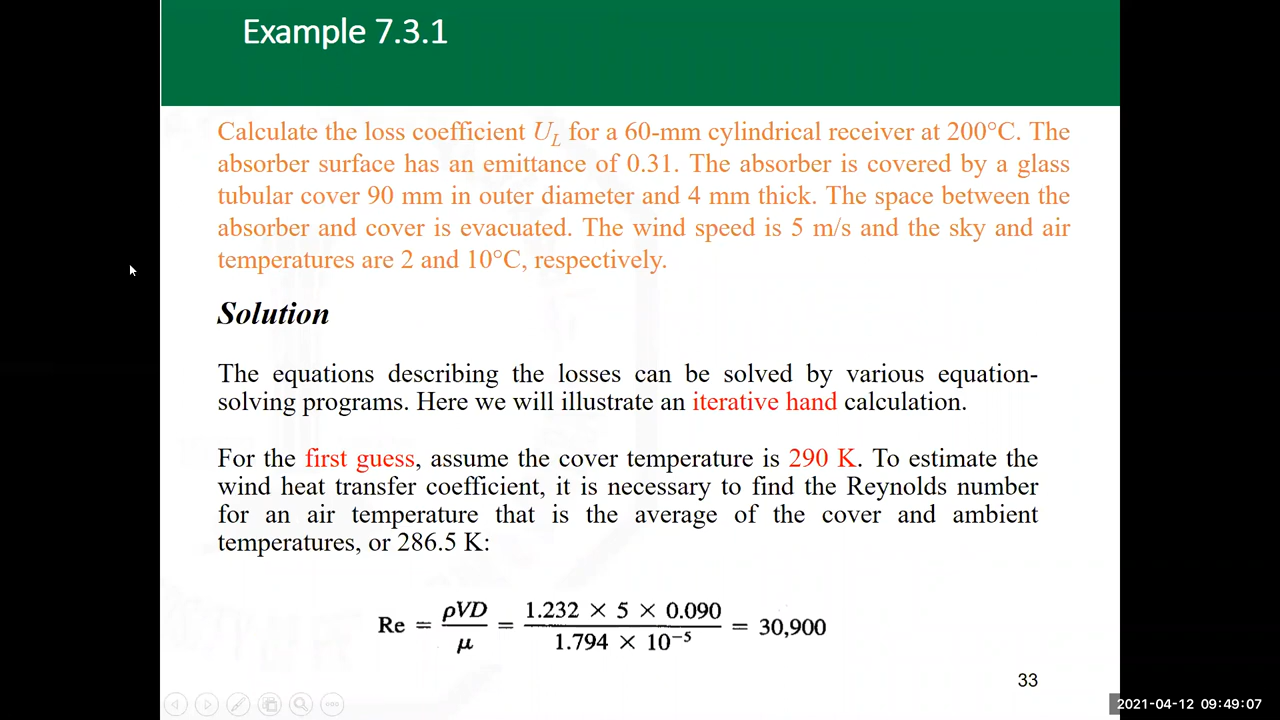 Example 7.3.1
Calculate the loss coefficient U_L for a 60-mm cylindrical receiver at 200°C. The
absorber surface has an emittance of 0.31. The absorber is covered by a glass
tubular cover 90 mm in outer diameter and 4 mm thick. The space between the
absorber and cover is evacuated. The wind speed is 5 m/s and the sky and air
temperatures are 2 and 10°C, respectively.
Solution
The equations describing the losses can be solved by various equation-
solving programs. Here we will illustrate an iterative hand calculation.
For the first guess, assume the cover temperature is 290 K. To estimate the
wind heat transfer coefficient, it is necessary to find the Reynolds number
for an air temperature that is the average of the cover and ambient
temperatures, or 286.5 K:
Re = ρVD / μ = 1.232 × 5 × 0.090 / 1.794 × 10⁻⁵ = 30,900
33
2021-04-12 09:49:07